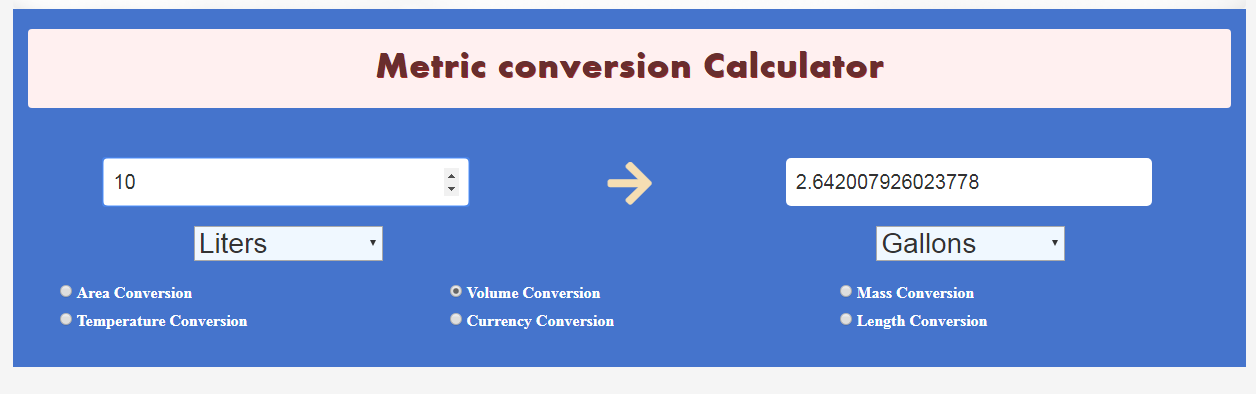 Metric conversion Calculator
10 2.642007926023778
Liters Gallons
Area Conversion Volume Conversion Mass Conversion
Temperature Conversion Currency Conversion Length Conversion